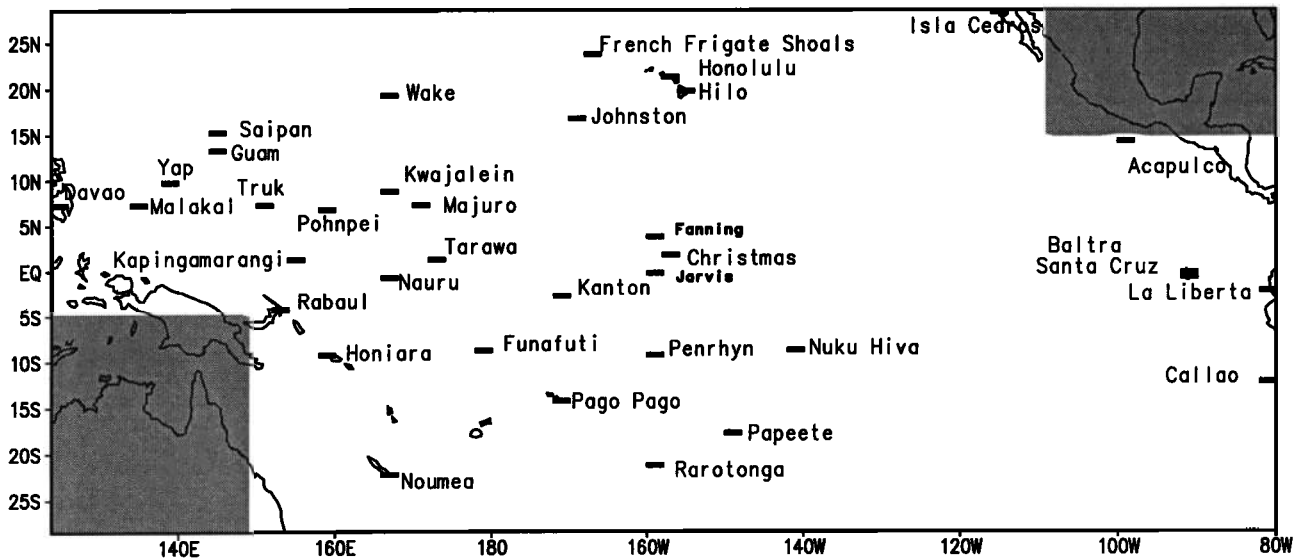 Isla Cedros
25N
French Frigate Shoals
Honolulu
20N
Wake
Hilo
Johnston
15N
Saipan
Guam
Acapulco
Yap
Kwajalein
10N
Davao
Malakai
Truk
Majuro
Pohnpei
5N
Fanning
Tarawa
Baltra
Kapingamarangi
Christmas
Santa Cruz
EQ
Nauru
Jarvis
Kanton
La Liberta
Rabaul
5S
Honiara
Funafuti
Penrhyn
Nuku Hiva
10S
Callao
Pago Pago
15S
Papeete
20S
Noumea
Rarotonga
25S
140E 160E 180 160W 140W 120W 100W 80W